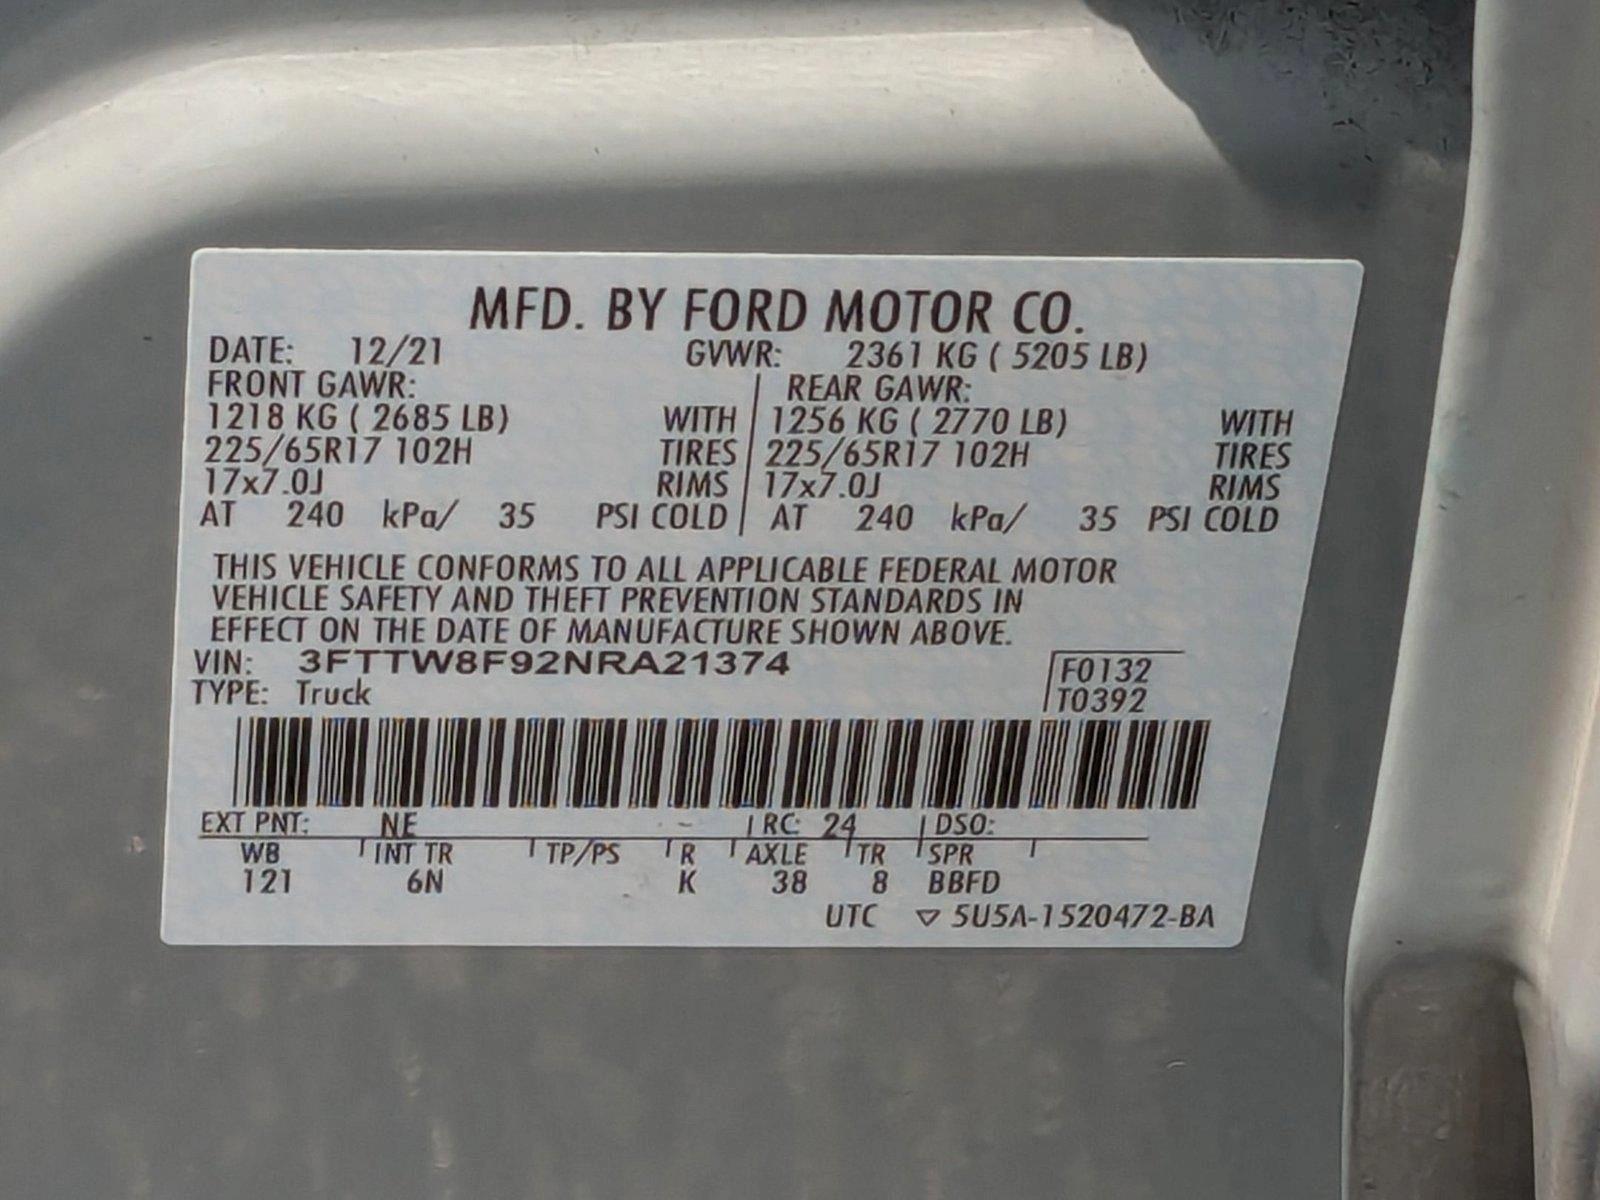 MFD. BY FORD MOTOR CO.
DATE: 12/21 GVWR: 2361 KG ( 5205 LB)
FRONT GAWR: REAR GAWR:
1218 KG ( 2685 LB) WITH 1256 KG ( 2770 LB) WITH
225/65R17 102H TIRES 225/65R17 102H TIRES
17x7.0J RIMS 17x7.0J RIMS
AT 240 kPa/ 35 PSI COLD AT 240 kPa/ 35 PSI COLD
THIS VEHICLE CONFORMS TO ALL APPLICABLE FEDERAL MOTOR
VEHICLE SAFETY AND THEFT PREVENTION STANDARDS IN
EFFECT ON THE DATE OF MANUFACTURE SHOWN ABOVE.
VIN: 3FTTW8F92NRA21374 F0132
TYPE: Truck T0392
EXT PNT: NE RC: 24 DSO:
WB INT TR TP/PS R AXLE TR SPR
121 6N K 38 8 BBFD
UTC ▽ 5U5A-1520472-BA